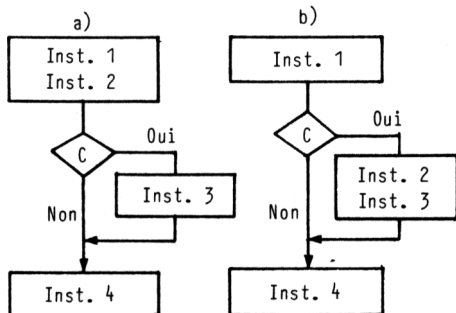 a)
Inst. 1
Inst. 2
C
Oui
Inst. 3
Non
Inst. 4
b)
Inst. 1
C
Oui
Inst. 2
Inst. 3
Non
Inst. 4